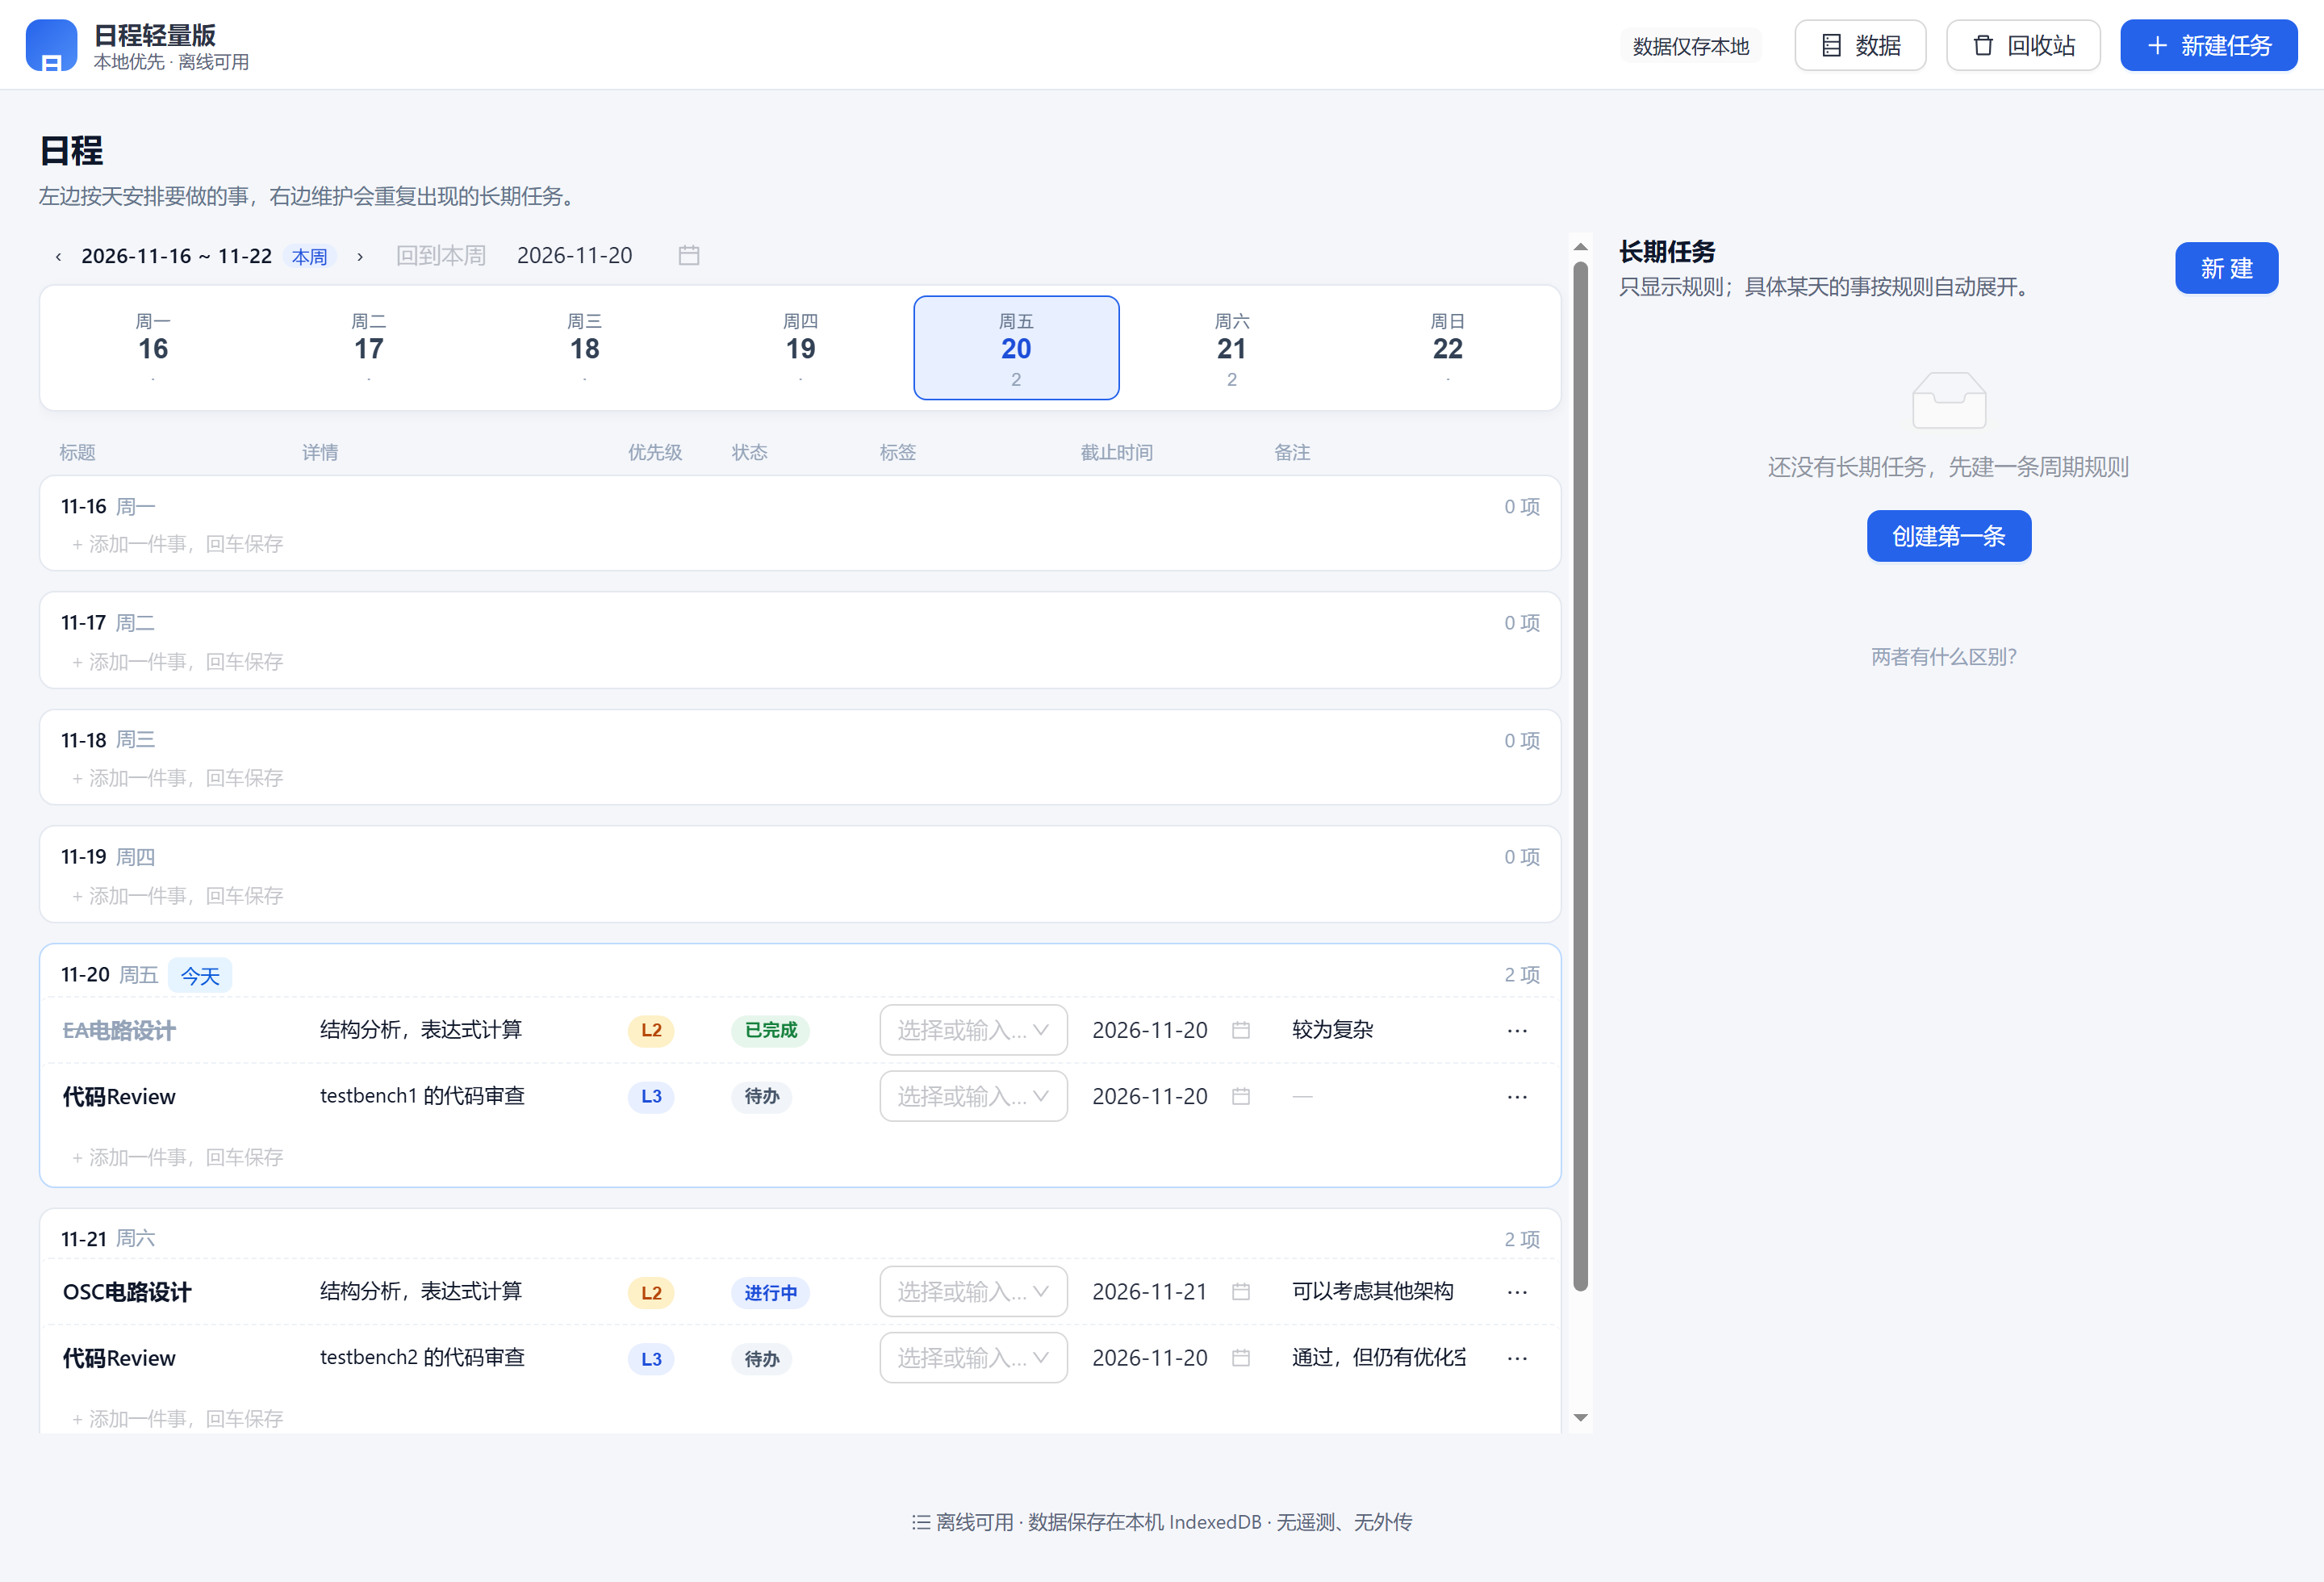 日
日程轻量版
本地优先 · 离线可用
数据仅存本地
数据
回收站
+ 新建任务
日程
左边按天安排要做的事，右边维护会重复出现的长期任务。
‹ 2026-11-16 ~ 11-22 本周 › 回到本周 2026-11-20
周一 周二 周三 周四 周五 周六 周日
16 17 18 19 20 21 22
· · · · 2 2 ·
标题 详情 优先级 状态 标签 截止时间 备注
11-16 周一 0 项
+ 添加一件事，回车保存
11-17 周二 0 项
+ 添加一件事，回车保存
11-18 周三 0 项
+ 添加一件事，回车保存
11-19 周四 0 项
+ 添加一件事，回车保存
11-20 周五 今天 2 项
EA电路设计 结构分析，表达式计算 L2 已完成 选择或输入... 2026-11-20 较为复杂 ···
代码Review testbench1 的代码审查 L3 待办 选择或输入... 2026-11-20 — ···
+ 添加一件事，回车保存
11-21 周六 2 项
OSC电路设计 结构分析，表达式计算 L2 进行中 选择或输入... 2026-11-21 可以考虑其他架构 ···
代码Review testbench2 的代码审查 L3 待办 选择或输入... 2026-11-20 通过，但仍有优化 ···
+ 添加一件事，回车保存
长期任务
只显示规则；具体某天的事按规则自动展开。
新 建
还没有长期任务，先建一条周期规则
创建第一条
两者有什么区别？
离线可用 · 数据保存在本机 IndexedDB · 无遥测、无外传